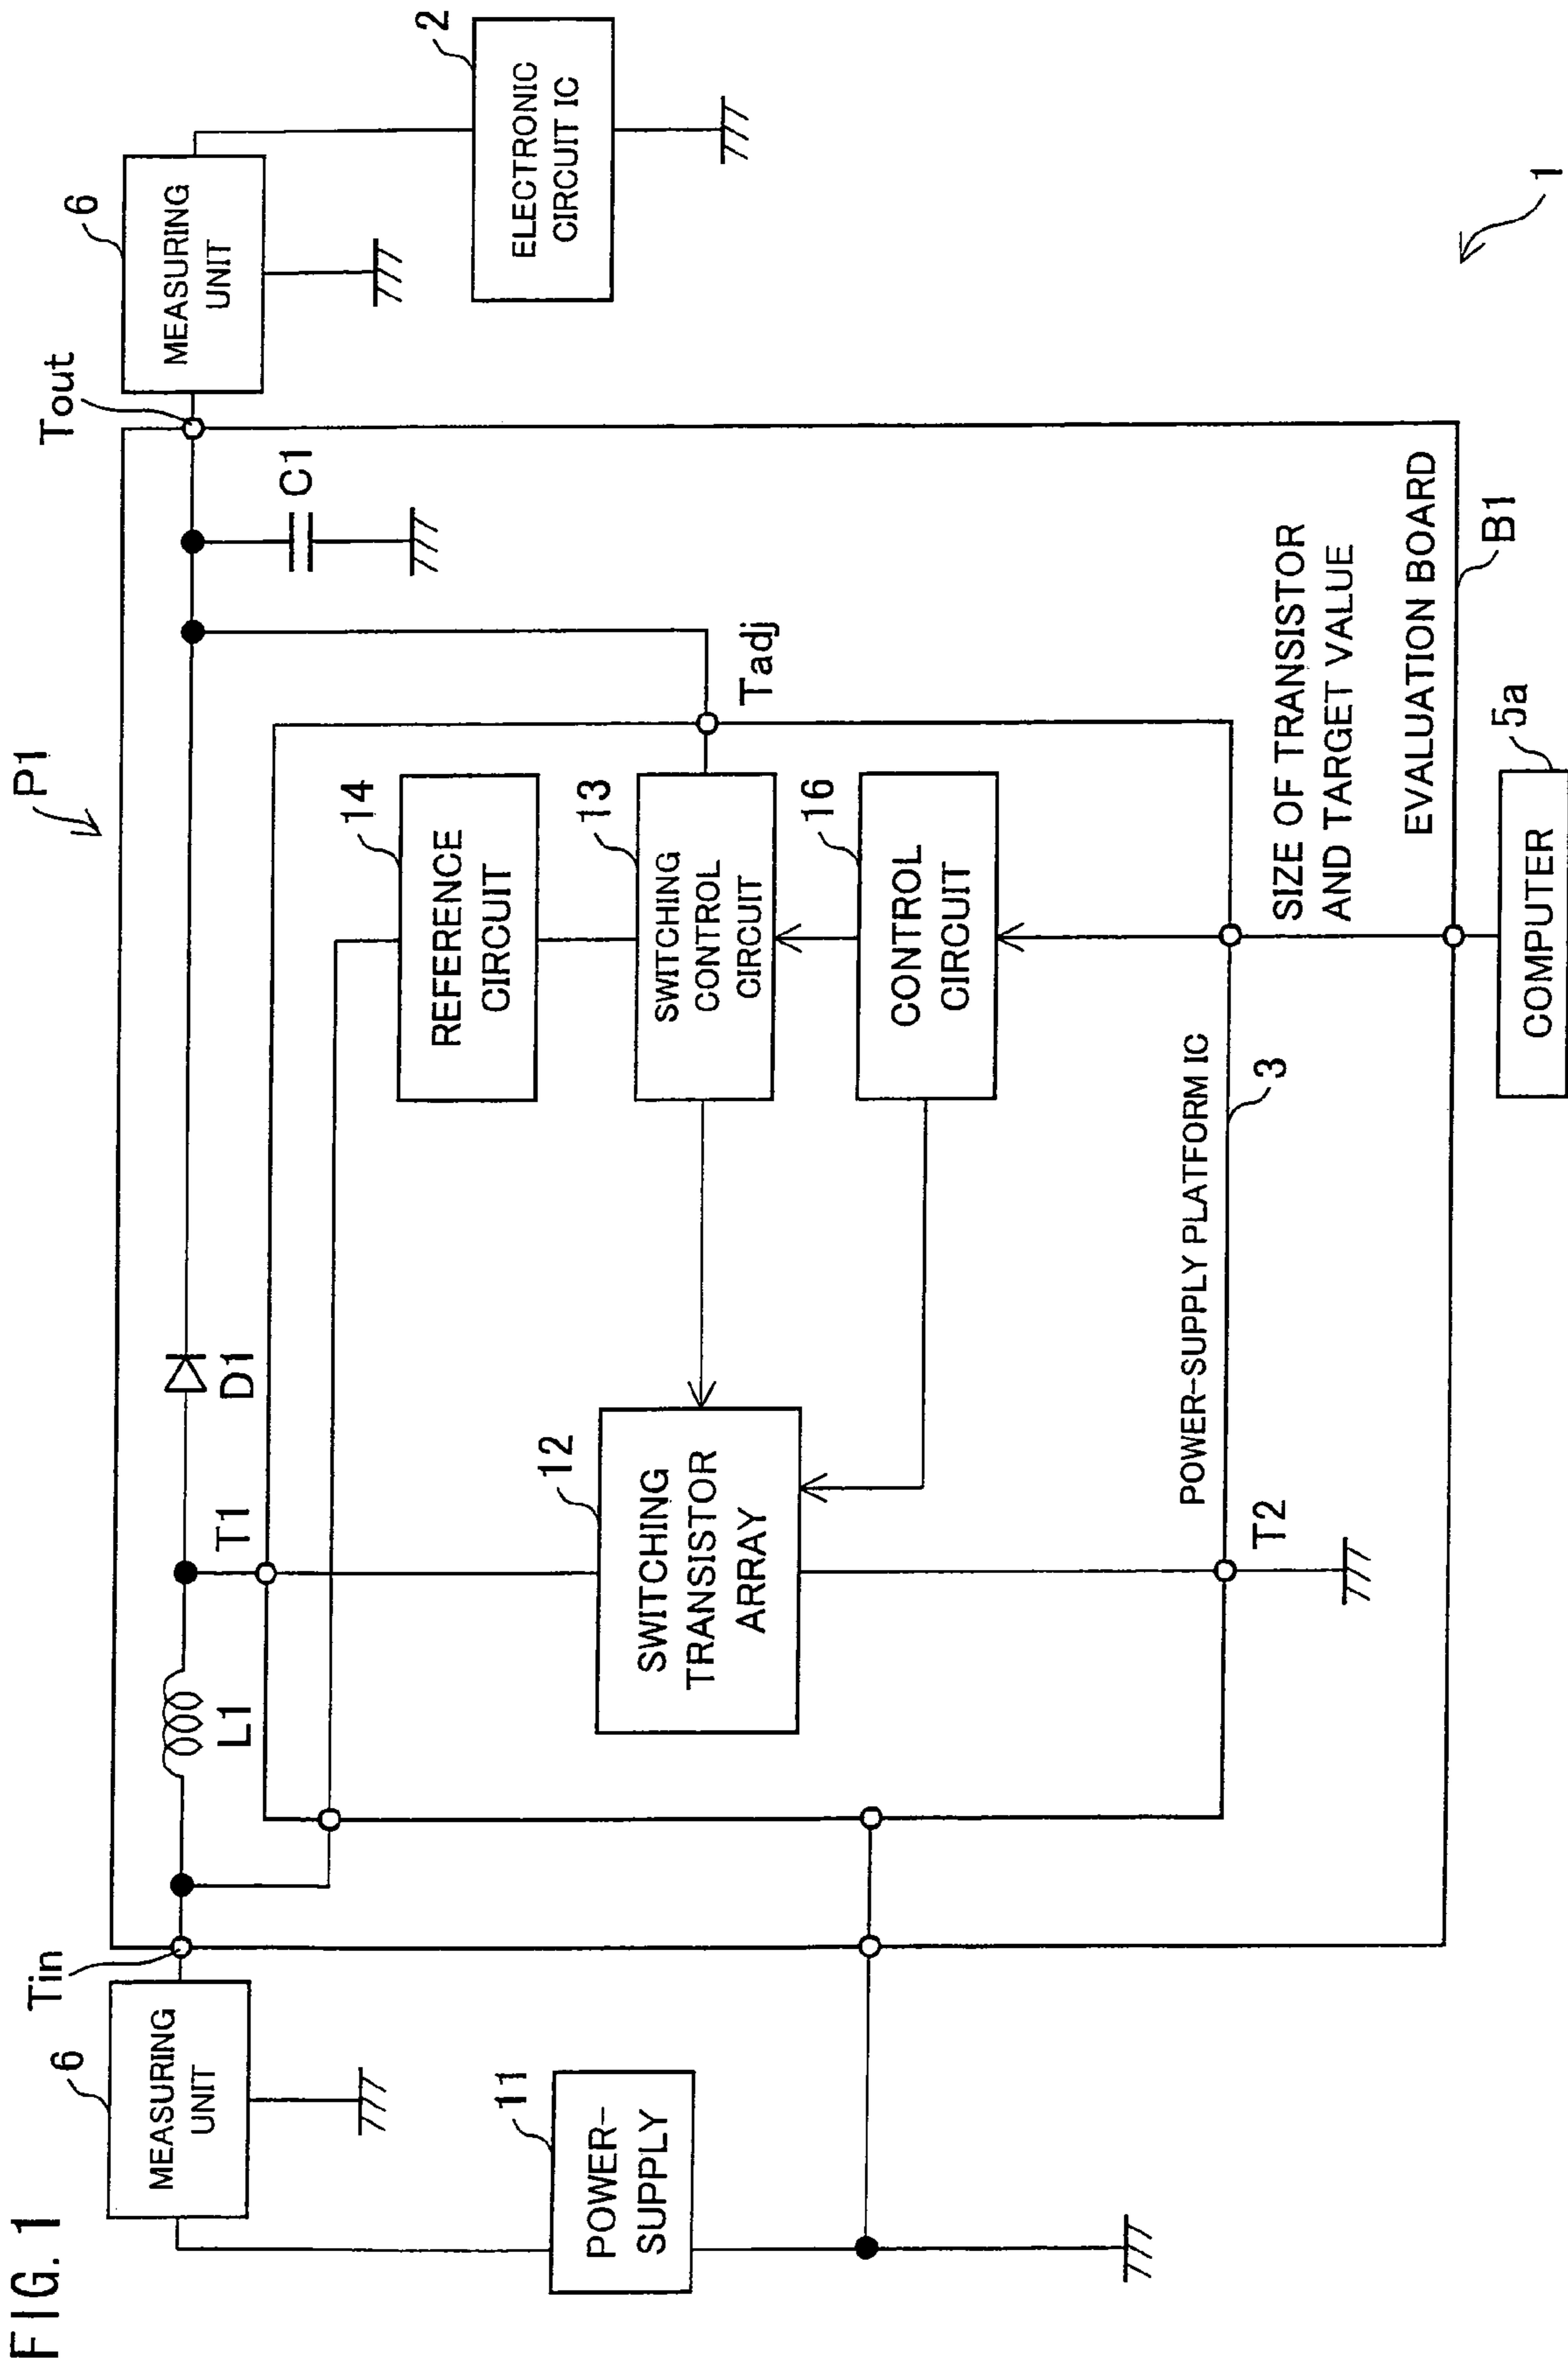 FIG. 1
P1
Tin
Tout
6
MEASURING
UNIT
6
MEASURING
UNIT
L1
T1
D1
C1
2
ELECTRONIC
CIRCUIT IC
11
POWER-
SUPPLY
12
SWITCHING
TRANSISTOR
ARRAY
14
REFERENCE
CIRCUIT
13
SWITCHING
CONTROL
CIRCUIT
Tadj
16
CONTROL
CIRCUIT
POWER-SUPPLY PLATFORM IC
3
T2
SIZE OF TRANSISTOR
AND TARGET VALUE
EVALUATION BOARD
B1
5a
COMPUTER
1